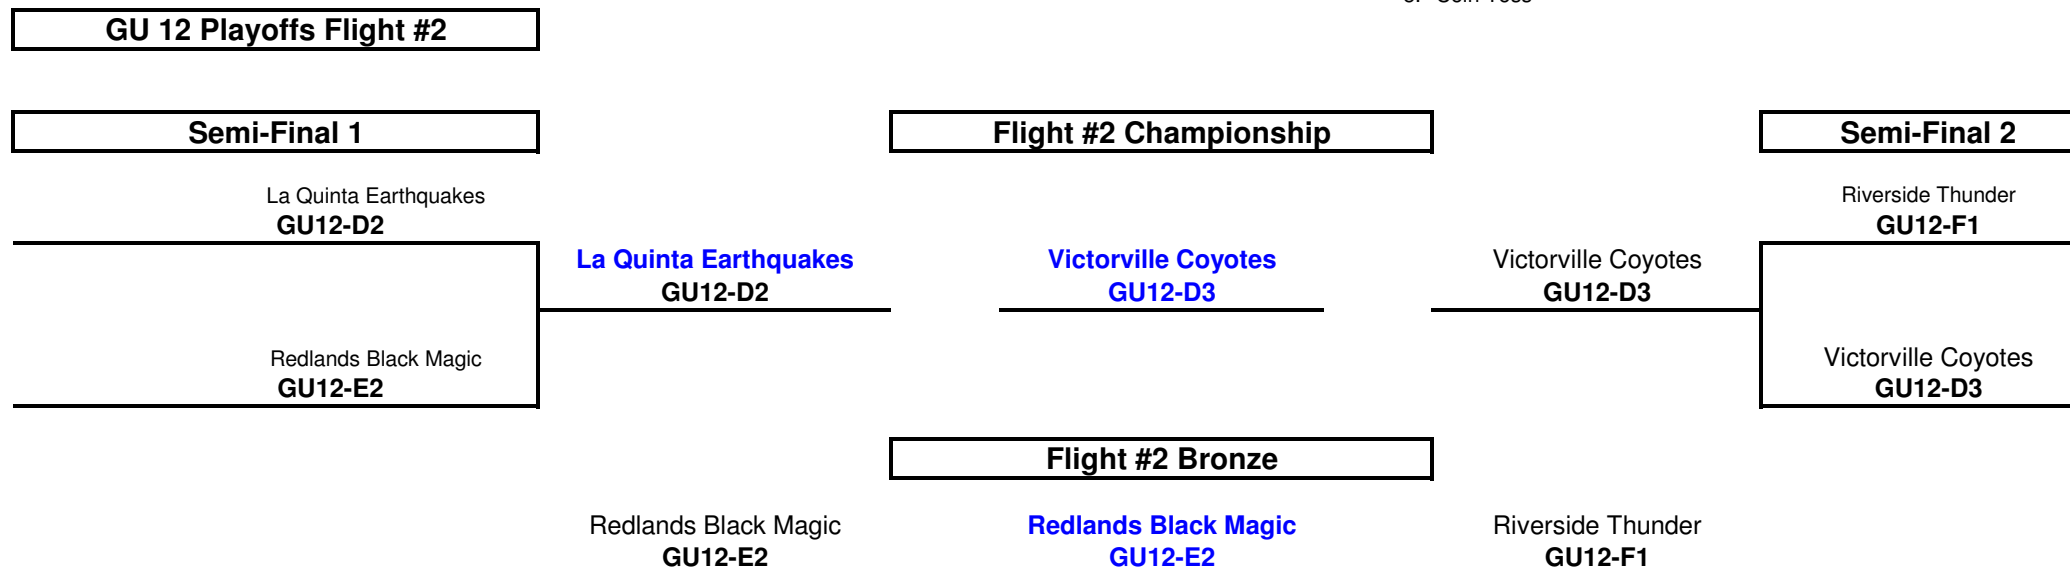 GU 12 Playoffs Flight #2
Semi-Final 1
Flight #2 Championship
Semi-Final 2
La Quinta Earthquakes
GU12-D2
Riverside Thunder
GU12-F1
La Quinta Earthquakes
GU12-D2
Victorville Coyotes
GU12-D3
Victorville Coyotes
GU12-D3
Redlands Black Magic
GU12-E2
Victorville Coyotes
GU12-D3
Flight #2 Bronze
Redlands Black Magic
GU12-E2
Redlands Black Magic
GU12-E2
Riverside Thunder
GU12-F1